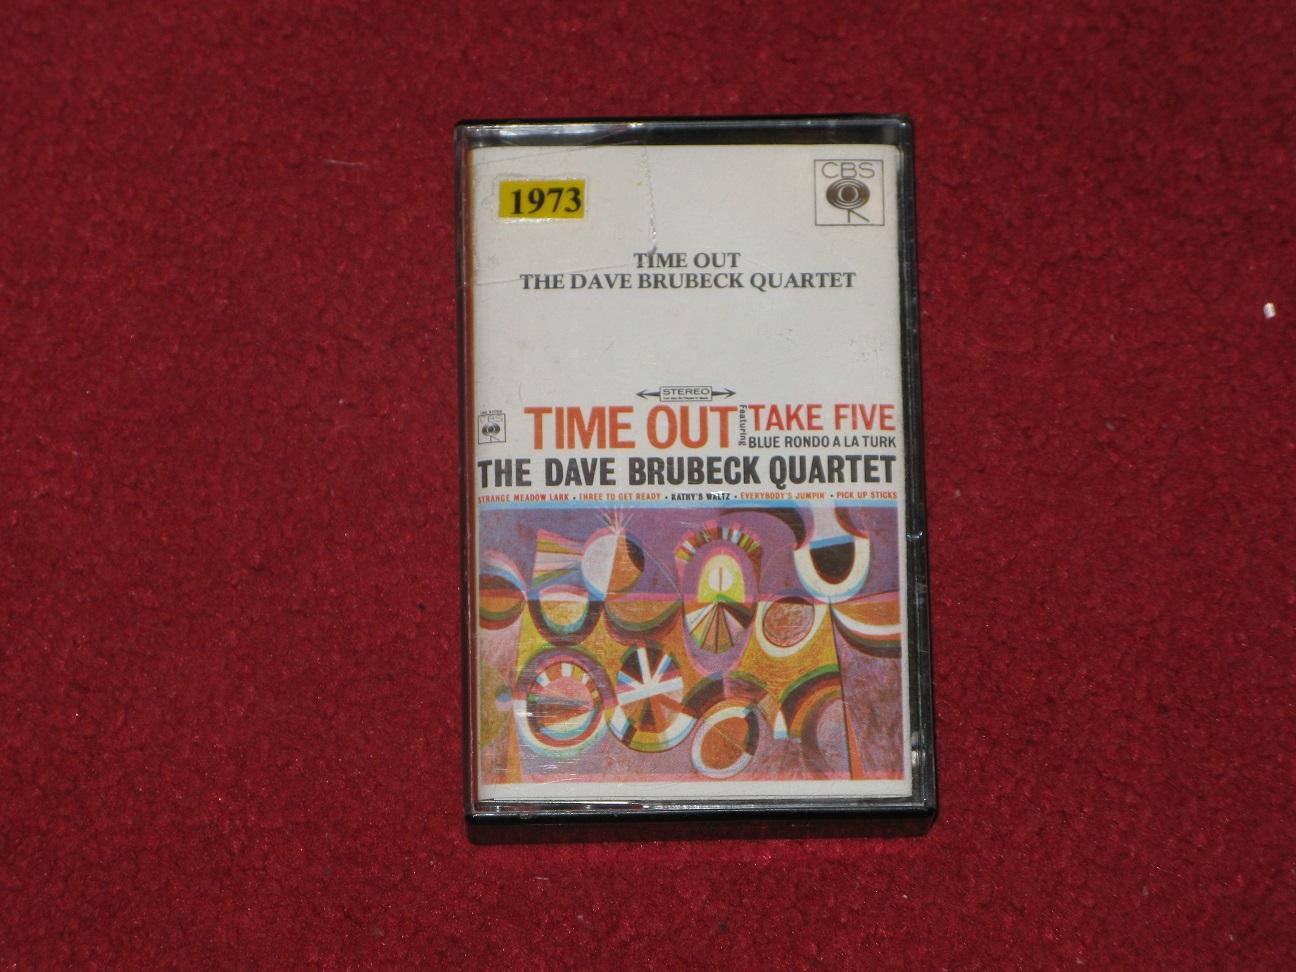 1973
CBS
TIME OUT
THE DAVE BRUBECK QUARTET
STEREO
CBS
TIME OUT Featuring TAKE FIVE
BLUE RONDO A LA TURK
THE DAVE BRUBECK QUARTET
STRANGE MEADOW LARK • THREE TO GET READY • KATHY'S WALTZ • EVERYBODY'S JUMPIN' • PICK UP STICKS